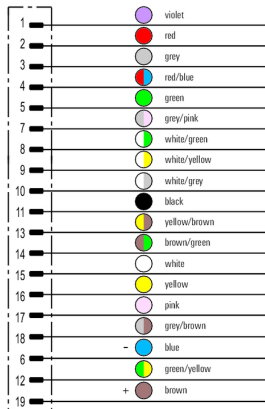 1 violet
2 red
3 grey
4 red/blue
5 green
7 grey/pink
8 white/green
9 white/yellow
10 white/grey
11 black
13 yellow/brown
14 brown/green
15 white
16 yellow
17 pink
18 grey/brown
6 - blue
12 green/yellow
19 + brown